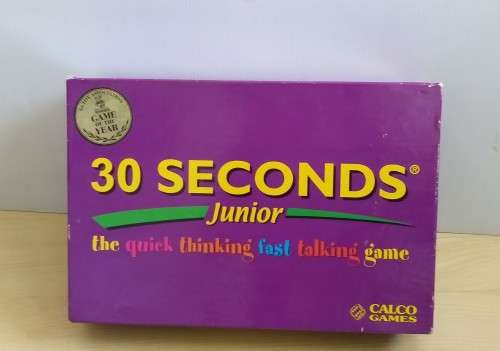 GAME
OF THE
YEAR
30 SECONDS®
Junior
the quick thinking fast talking game
CALCO
GAMES